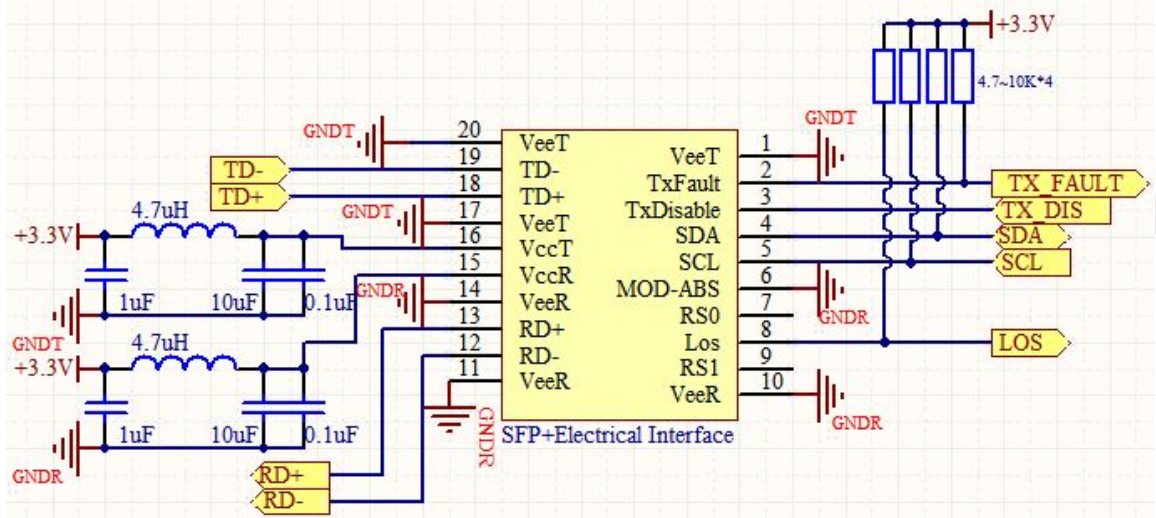 +3.3V
4.7~10K*4
GNDT
20
VeeT
1
GNDT
VeeT
TD-
19
TD-
2
TxFault
TX_FAULT
TD+
18
TD+
3
TxDisable
TX_DIS
4.7uH
GNDT
17
VeeT
4
SDA
SDA
+3.3V
16
VccT
5
SCL
SCL
15
VccR
6
MOD-ABS
1uF
10uF
0.1uF
GNDR
14
VeeR
7
RS0
GNDR
GNDT
4.7uH
13
RD+
8
Los
LOS
+3.3V
12
RD-
9
RS1
11
VeeR
10
VeeR
GNDR
1uF
10uF
0.1uF
GNDR
SFP+Electrical Interface
GNDR
RD+
RD-